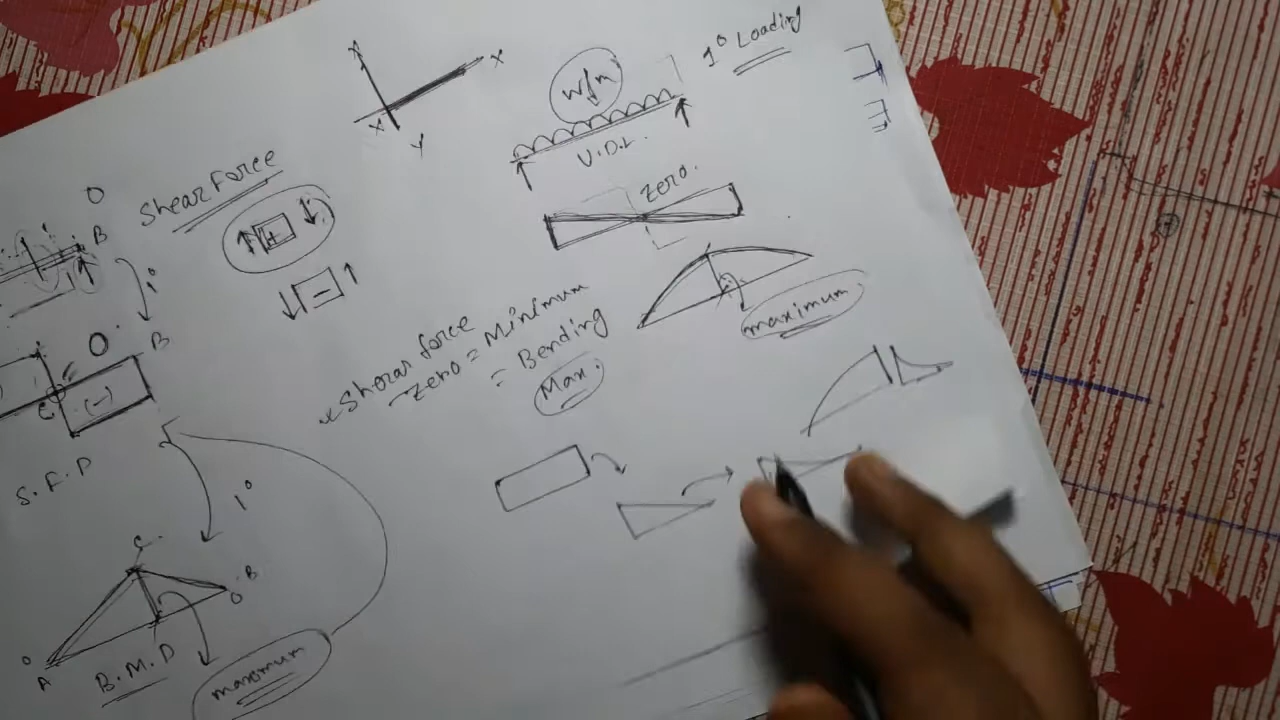 X
X
X
Y
W/m
U.D.L.
1° Loading
zero.
maximum
Shear Force
O
+
-
B
1°
O
B
C
(-)
S.F.D
1°
C.
B
O
O
A
B.M.D
maximum
*Shear force
zero = Minimum
= Bending
Max.